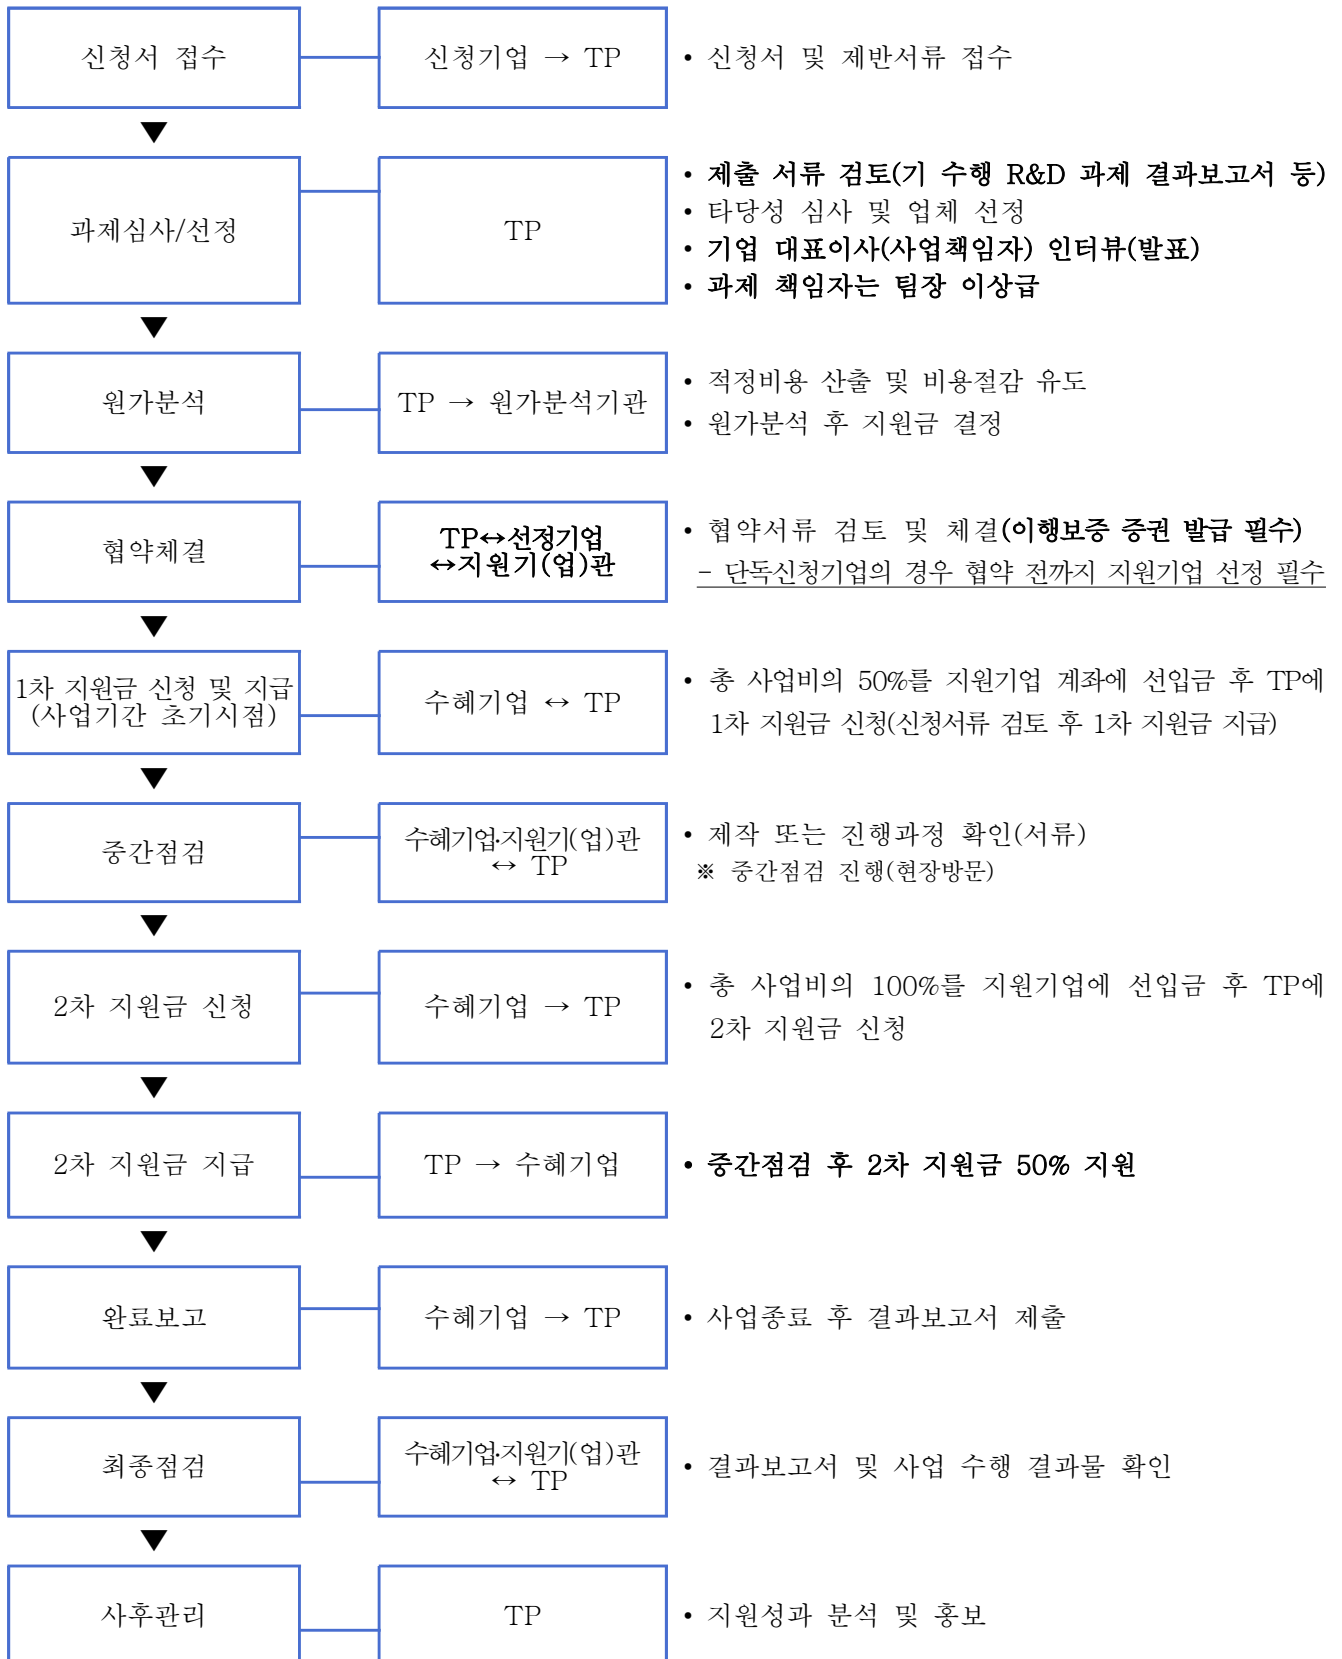 신청서 접수
신청기업 → TP
• 신청서 및 제반서류 접수
▼
과제심사/선정
TP
• 제출 서류 검토(기 수행 R&D 과제 결과보고서 등)
• 타당성 심사 및 업체 선정
• 기업 대표이사(사업책임자) 인터뷰(발표)
• 과제 책임자는 팀장 이상급
▼
원가분석
TP → 원가분석기관
• 적정비용 산출 및 비용절감 유도
• 원가분석 후 지원금 결정
▼
협약체결
TP↔선정기업
↔지원기(업)관
• 협약서류 검토 및 체결(이행보증 증권 발급 필수)
- 단독신청기업의 경우 협약 전까지 지원기업 선정 필수
▼
1차 지원금 신청 및 지급
(사업기간 초기시점)
수혜기업 ↔ TP
• 총 사업비의 50%를 지원기업 계좌에 선입금 후 TP에
1차 지원금 신청(신청서류 검토 후 1차 지원금 지급)
▼
중간점검
수혜기업·지원기(업)관
↔ TP
• 제작 또는 진행과정 확인(서류)
※ 중간점검 진행(현장방문)
▼
2차 지원금 신청
수혜기업 → TP
• 총 사업비의 100%를 지원기업에 선입금 후 TP에
2차 지원금 신청
▼
2차 지원금 지급
TP → 수혜기업
• 중간점검 후 2차 지원금 50% 지원
▼
완료보고
수혜기업 → TP
• 사업종료 후 결과보고서 제출
▼
최종점검
수혜기업·지원기(업)관
↔ TP
• 결과보고서 및 사업 수행 결과물 확인
▼
사후관리
TP
• 지원성과 분석 및 홍보